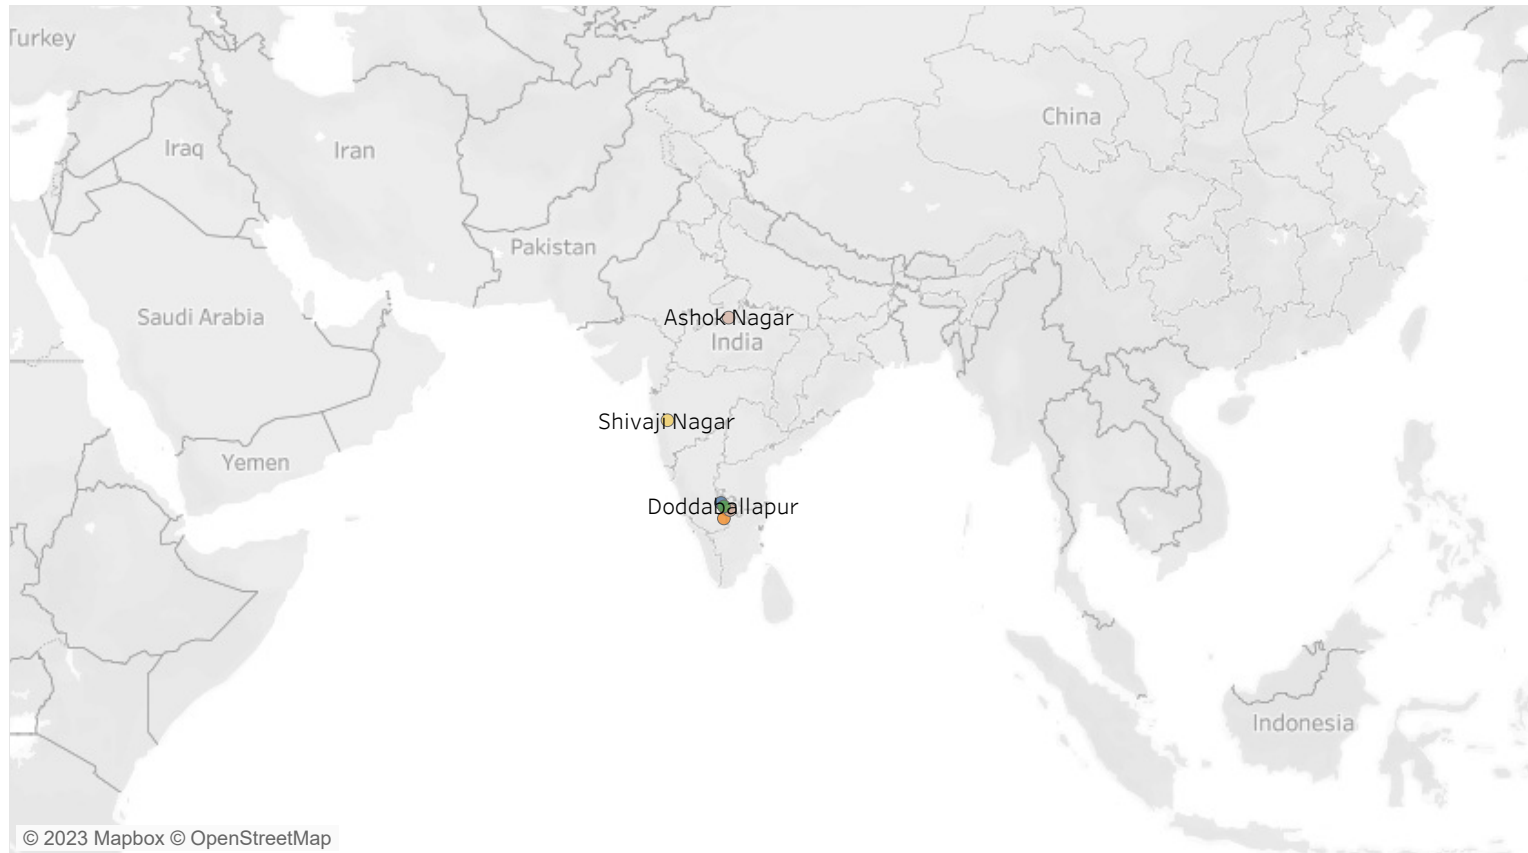 Turkey
China
Iraq
Iran
Pakistan
Saudi Arabia
Ashok Nagar
India
Shivaji Nagar
Yemen
Doddaballapur
Indonesia
© 2023 Mapbox © OpenStreetMap